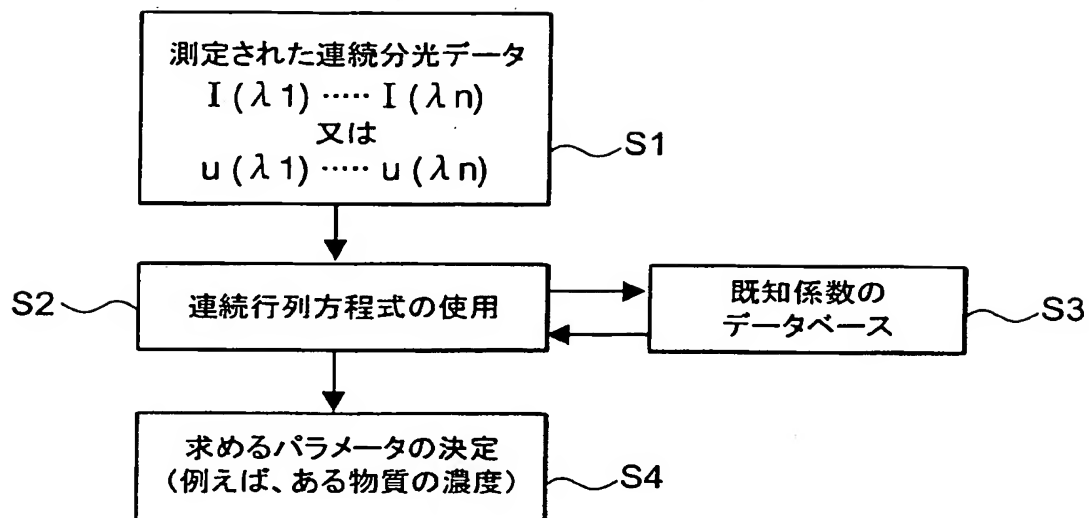 測定された連続分光データ
I (λ1) ····· I (λn)
又は
u (λ1) ····· u (λn)
S1
S2
連続行列方程式の使用
既知係数の
データベース
S3
求めるパラメータの決定
(例えば、ある物質の濃度)
S4